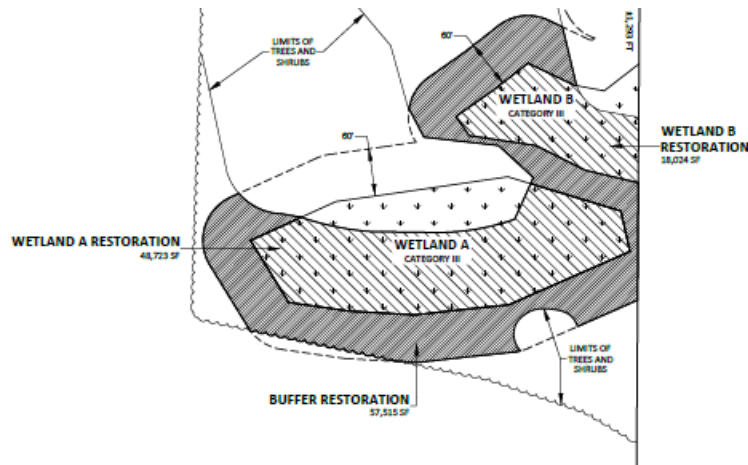 LIMITS OF
TREES AND
SHRUBS
60'
WETLAND B
CATEGORY III
WETLAND B
RESTORATION
18,024 SF
60'
WETLAND A RESTORATION
48,723 SF
WETLAND A
CATEGORY III
LIMITS OF
TREES AND
SHRUBS
BUFFER RESTORATION
57,515 SF